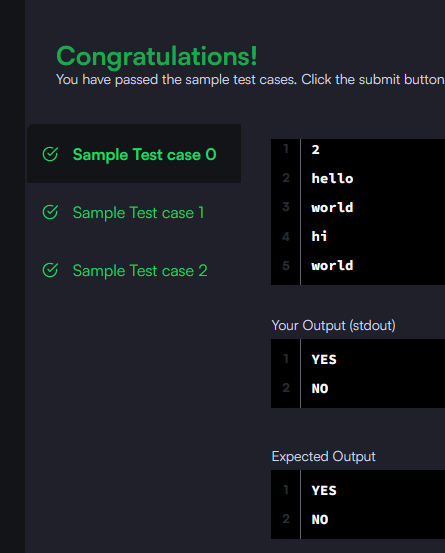 Congratulations!
You have passed the sample test cases. Click the submit button
Sample Test case 0
Sample Test case 1
Sample Test case 2
1 2
2 hello
3 world
4 hi
5 world
Your Output (stdout)
1 YES
2 NO
Expected Output
1 YES
2 NO